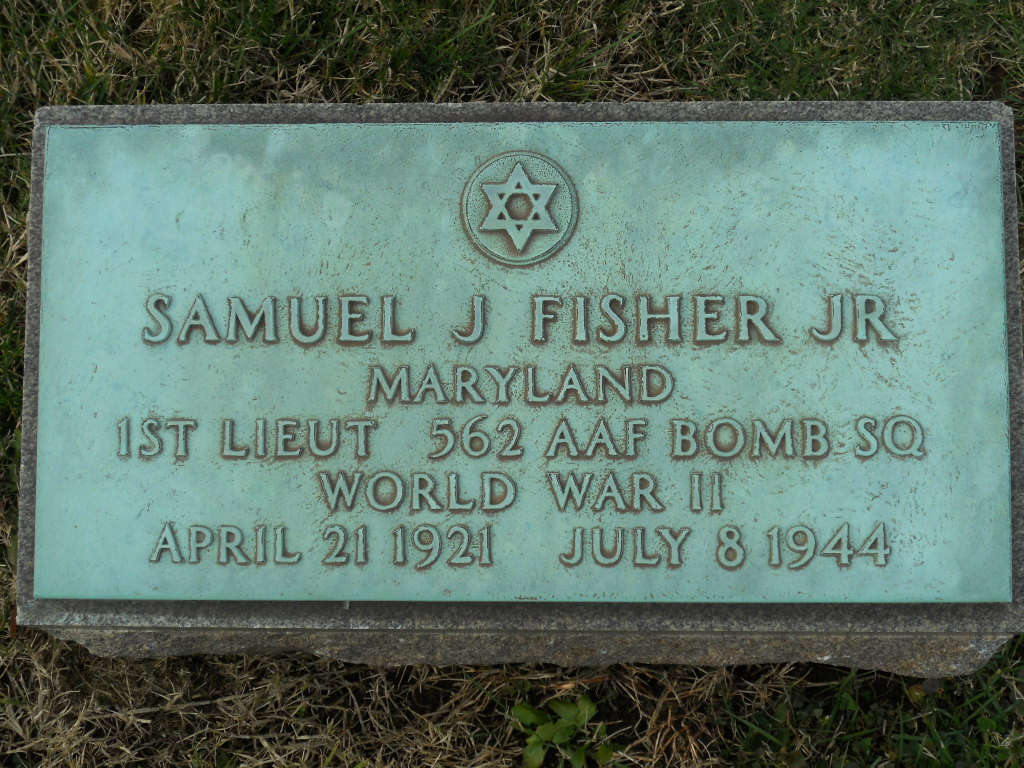 SAMUEL J FISHER JR
MARYLAND
1ST LIEUT 562 AAF BOMB SQ
WORLD WAR II
APRIL 21 1921 JULY 8 1944